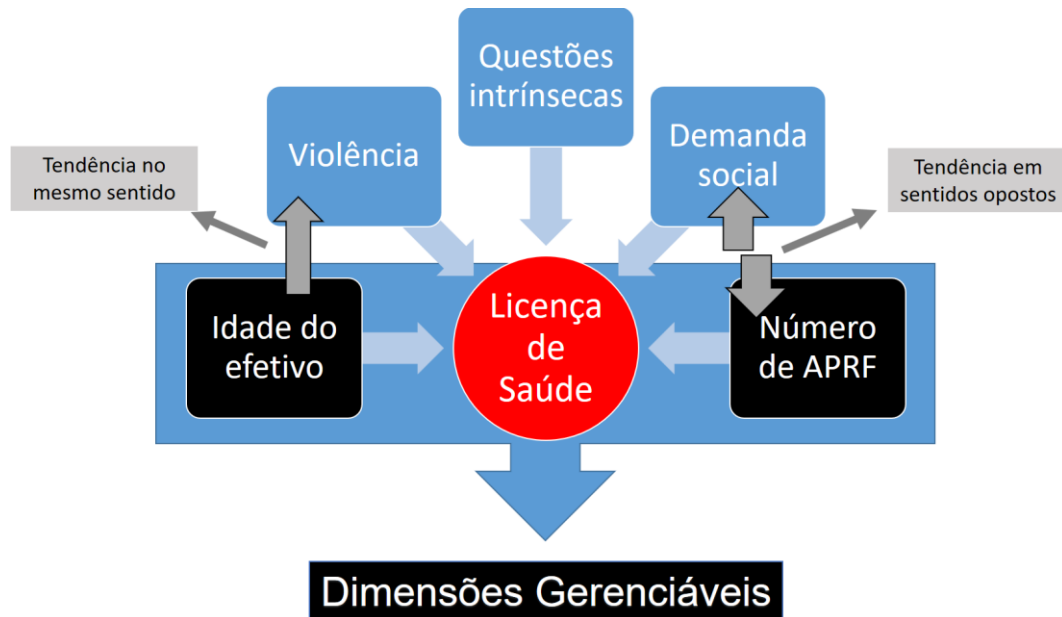 Questões
intrínsecas
Violência
Demanda
social
Tendência no
mesmo sentido
Tendência em
sentidos opostos
Idade do
efetivo
Licença
de
Saúde
Número
de APRF
Dimensões Gerenciáveis